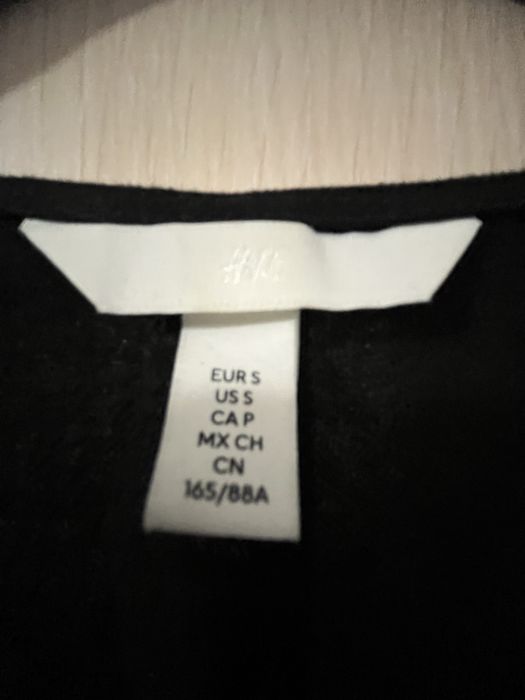 H&M
EUR S
US S
CA P
MX CH
CN
165/88A